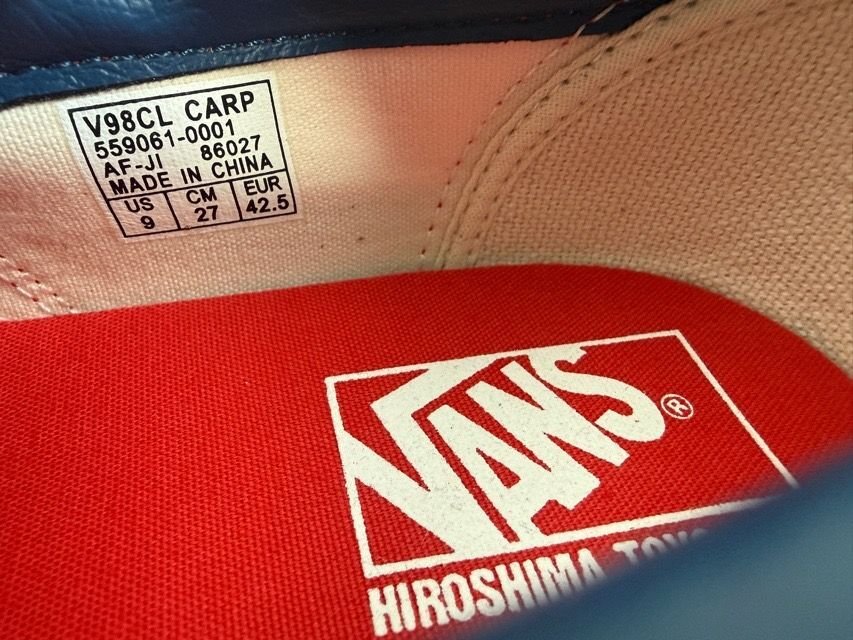 V98CL CARP
559061-0001
AF-JI 86027
MADE IN CHINA
US CM EUR
9 27 42.5
VANS®
HIROSHIMA